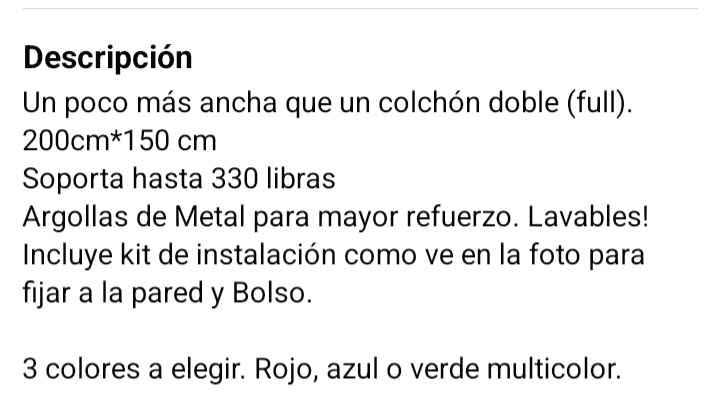 Descripción
Un poco más ancha que un colchón doble (full).
200cm*150 cm
Soporta hasta 330 libras
Argollas de Metal para mayor refuerzo. Lavables!
Incluye kit de instalación como ve en la foto para
fijar a la pared y Bolso.
3 colores a elegir. Rojo, azul o verde multicolor.